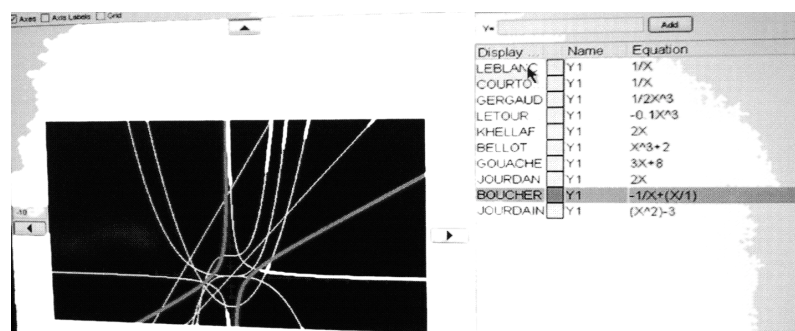 Axes Axis Labels Grid
-10
Y= Add
Display ... Name Equation
LEBLANC Y1 1/X
COURTO Y1 1/X
GERGAUD Y1 1/2X^3
LETOUR Y1 -0.1X^3
KHELLAF Y1 2X
BELLOT Y1 X^3+2
GOUACHE Y1 3X+8
JOURDAN Y1 2X
BOUCHER Y1 -1/X+(X/1)
JOURDAIN Y1 (X^2)-3